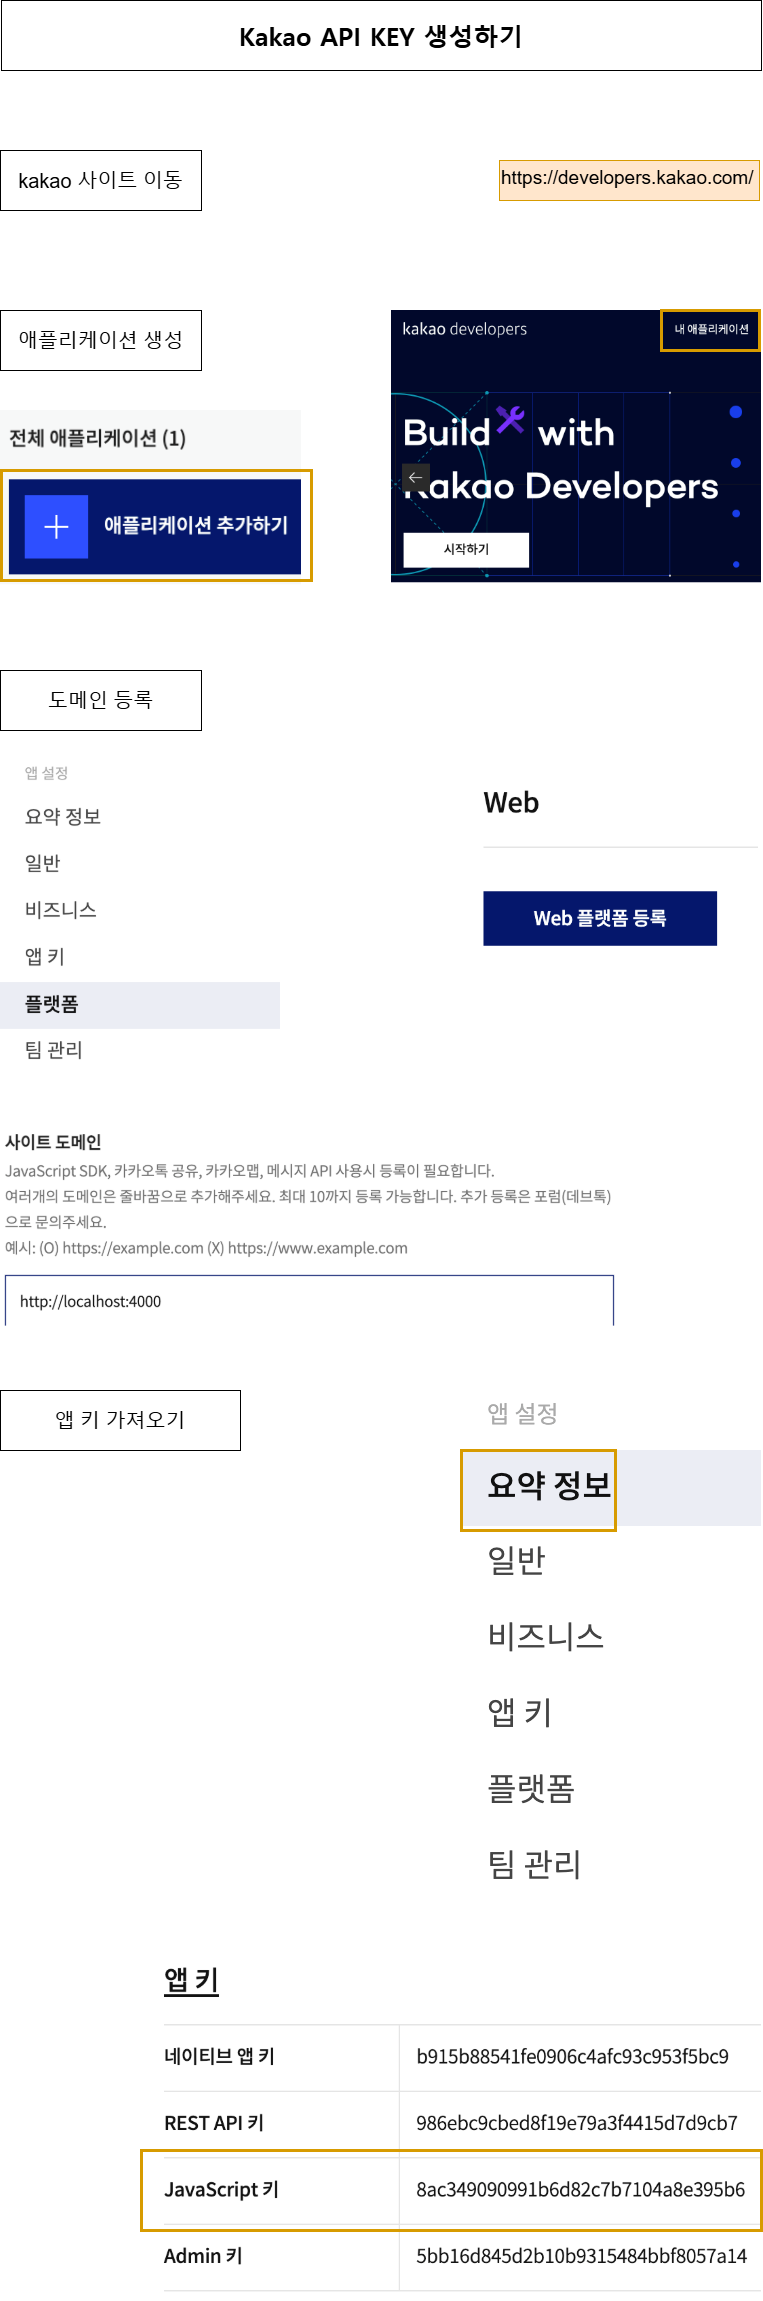 Kakao API KEY 생성하기
kakao 사이트 이동
https://developers.kakao.com/
애플리케이션 생성
kakao developers
내 애플리케이션
Build with
Kakao Developers
시작하기
전체 애플리케이션 (1)
애플리케이션 추가하기
도메인 등록
앱 설정
요약 정보
일반
비즈니스
앱 키
플랫폼
팀 관리
Web
Web 플랫폼 등록
사이트 도메인
JavaScript SDK, 카카오톡 공유, 카카오맵, 메시지 API 사용시 등록이 필요합니다.
여러개의 도메인은 줄바꿈으로 추가해주세요. 최대 10까지 등록 가능합니다. 추가 등록은 포럼(데브톡)
으로 문의주세요.
예시: (O) https://example.com (X) https://www.example.com
http://localhost:4000
앱 키 가져오기
앱 설정
요약 정보
일반
비즈니스
앱 키
플랫폼
팀 관리
앱 키
네이티브 앱 키 b915b88541fe0906c4afc93c953f5bc9
REST API 키 986ebc9cbed8f19e79a3f4415d7d9cb7
JavaScript 키 8ac349090991b6d82c7b7104a8e395b6
Admin 키 5bb16d845d2b10b9315484bbf8057a14